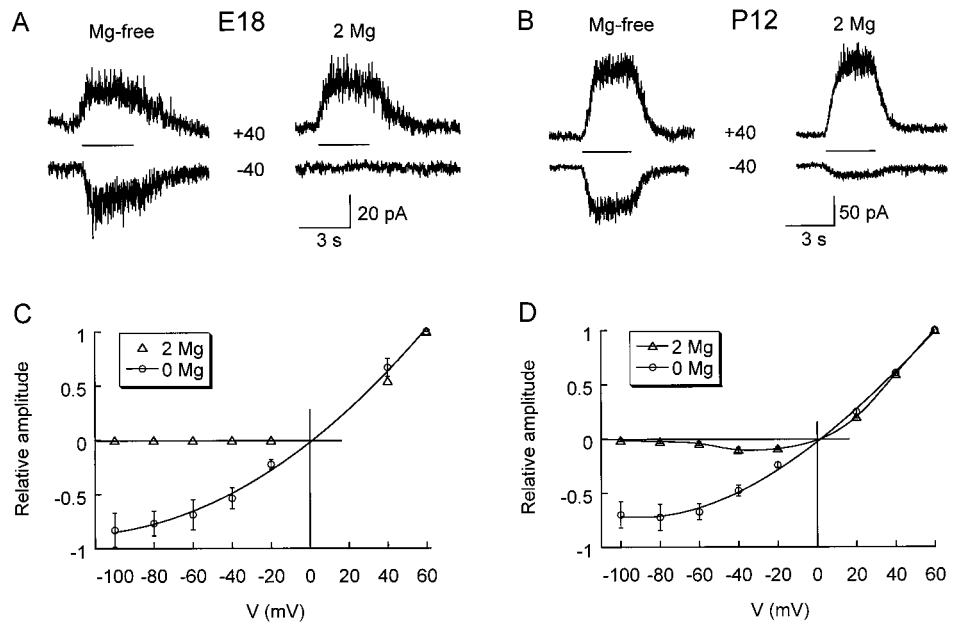 A
E18
Mg-free
2 Mg
+40
-40
20 pA
3 s
B
P12
Mg-free
2 Mg
+40
-40
50 pA
3 s
C
2 Mg
0 Mg
Relative amplitude
1
0.5
0
-0.5
-1
-100 -80 -60 -40 -20 0 20 40 60
V (mV)
D
2 Mg
0 Mg
Relative amplitude
1
0.5
0
-0.5
-1
-100 -80 -60 -40 -20 0 20 40 60
V (mV)